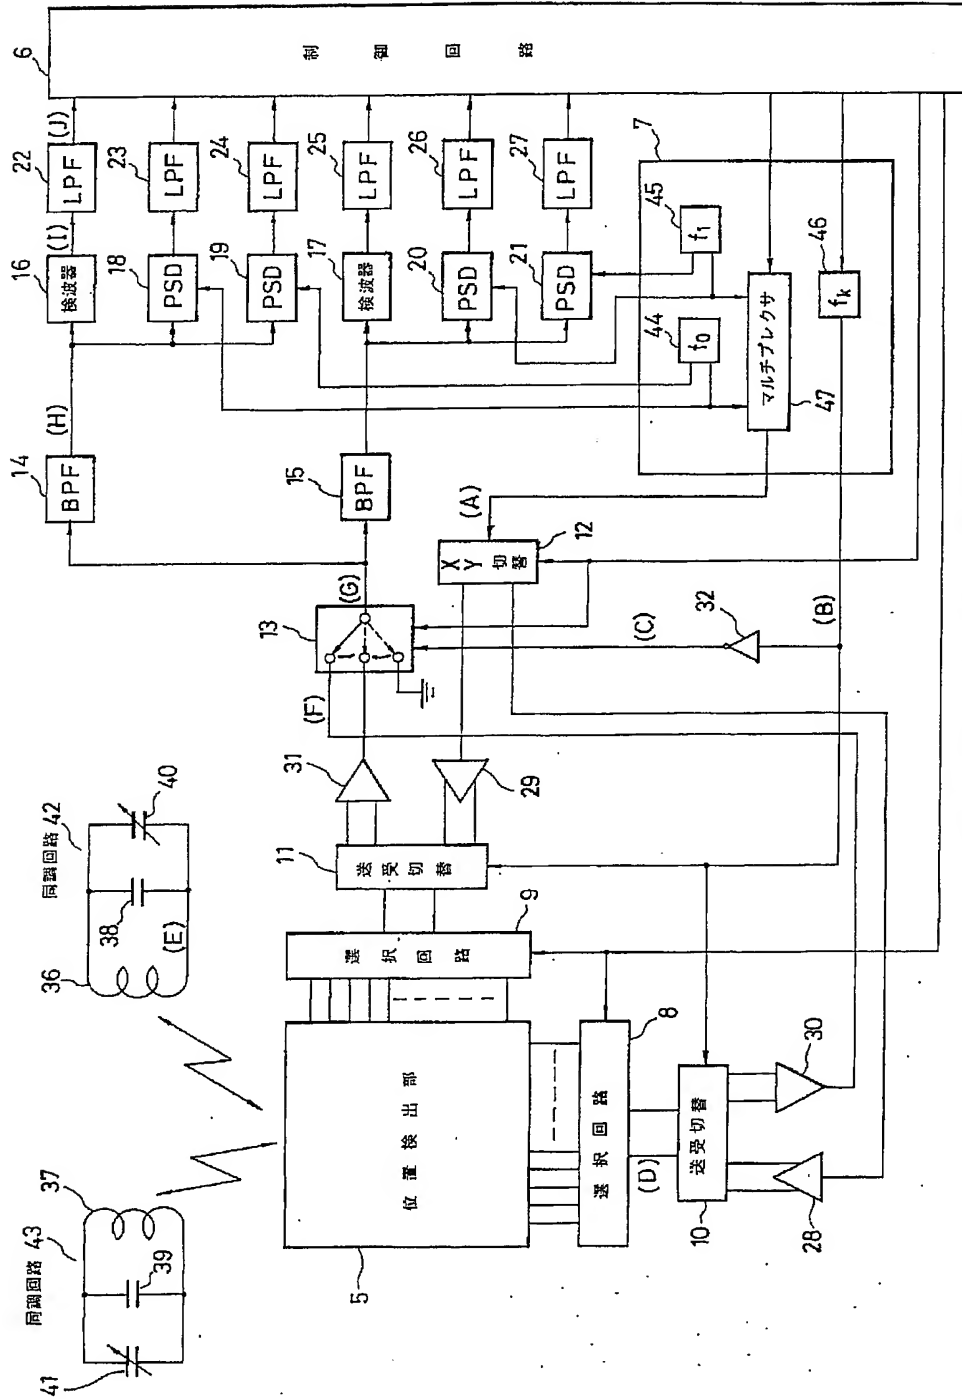 6
制御回路
(J)
22
LPF
23
LPF
24
LPF
25
LPF
26
LPF
27
LPF
(I)
16
検波器
18
PSD
19
PSD
17
検波器
20
PSD
21
PSD
7
45
f1
44
f0
46
fk
マルチプレクサ
47
(H)
14
BPF
15
BPF
(A)
XY切替
12
(G)
13
(F)
32
(C)
(B)
31
29
40
同調回路 42
38
(E)
36
11
送受切替
9
選択回路
8
選択回路
位置検出部
5
(D)
送受切替
10
30
28
37
同調回路 43
39
41